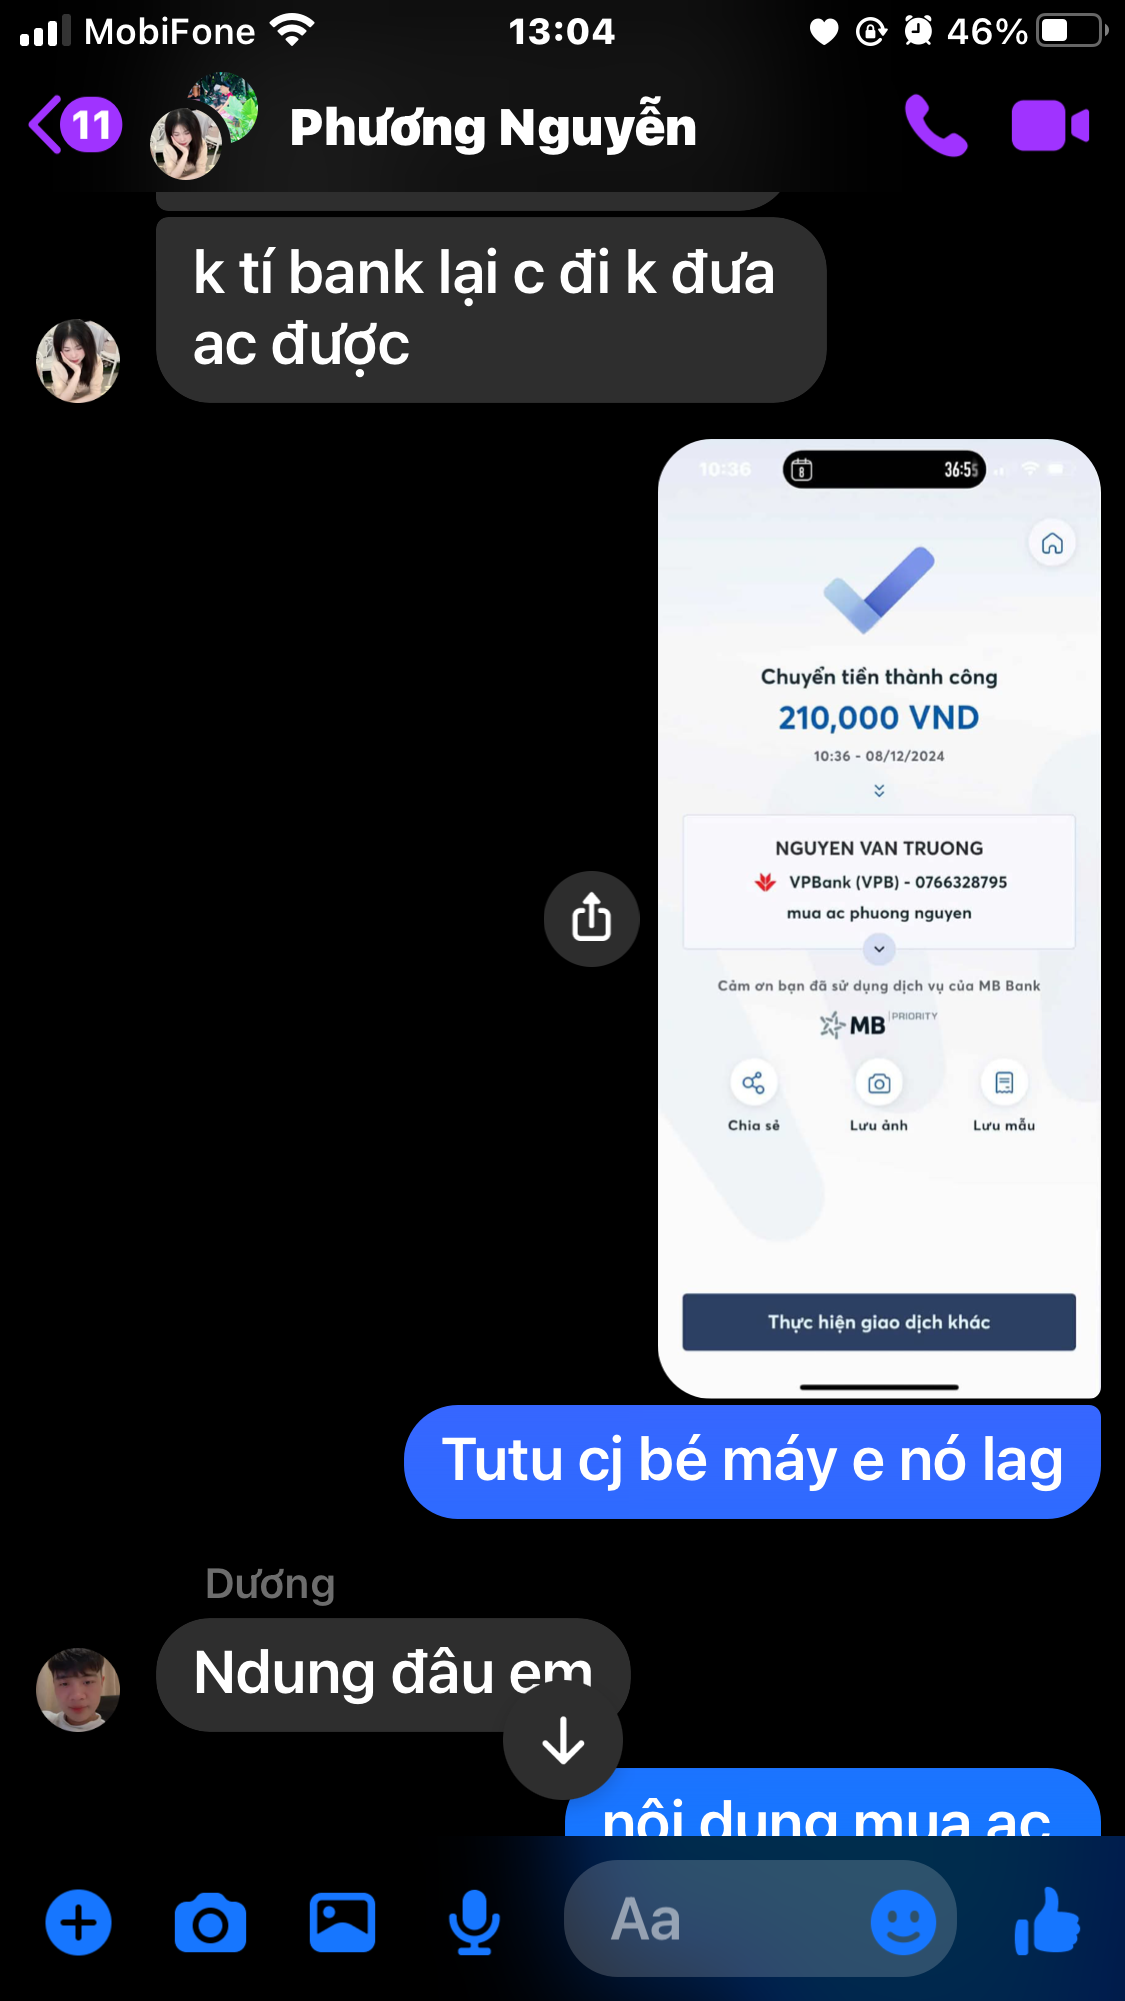 MobiFone 13:04 46%
11 Phương Nguyễn
k tí bank lại c đi k đưa
ac được
10:36 8 36:55
Chuyển tiền thành công
210,000 VND
10:36 - 08/12/2024
NGUYEN VAN TRUONG
VPBank (VPB) - 0766328795
mua ac phuong nguyen
Cảm ơn bạn đã sử dụng dịch vụ của MB Bank
MB PRIORITY
Chia sẻ Lưu ảnh Lưu mẫu
Thực hiện giao dịch khác
Tutu cj bé máy e nó lag
Dương
Ndung đâu em
nội dung mua ac
Aa